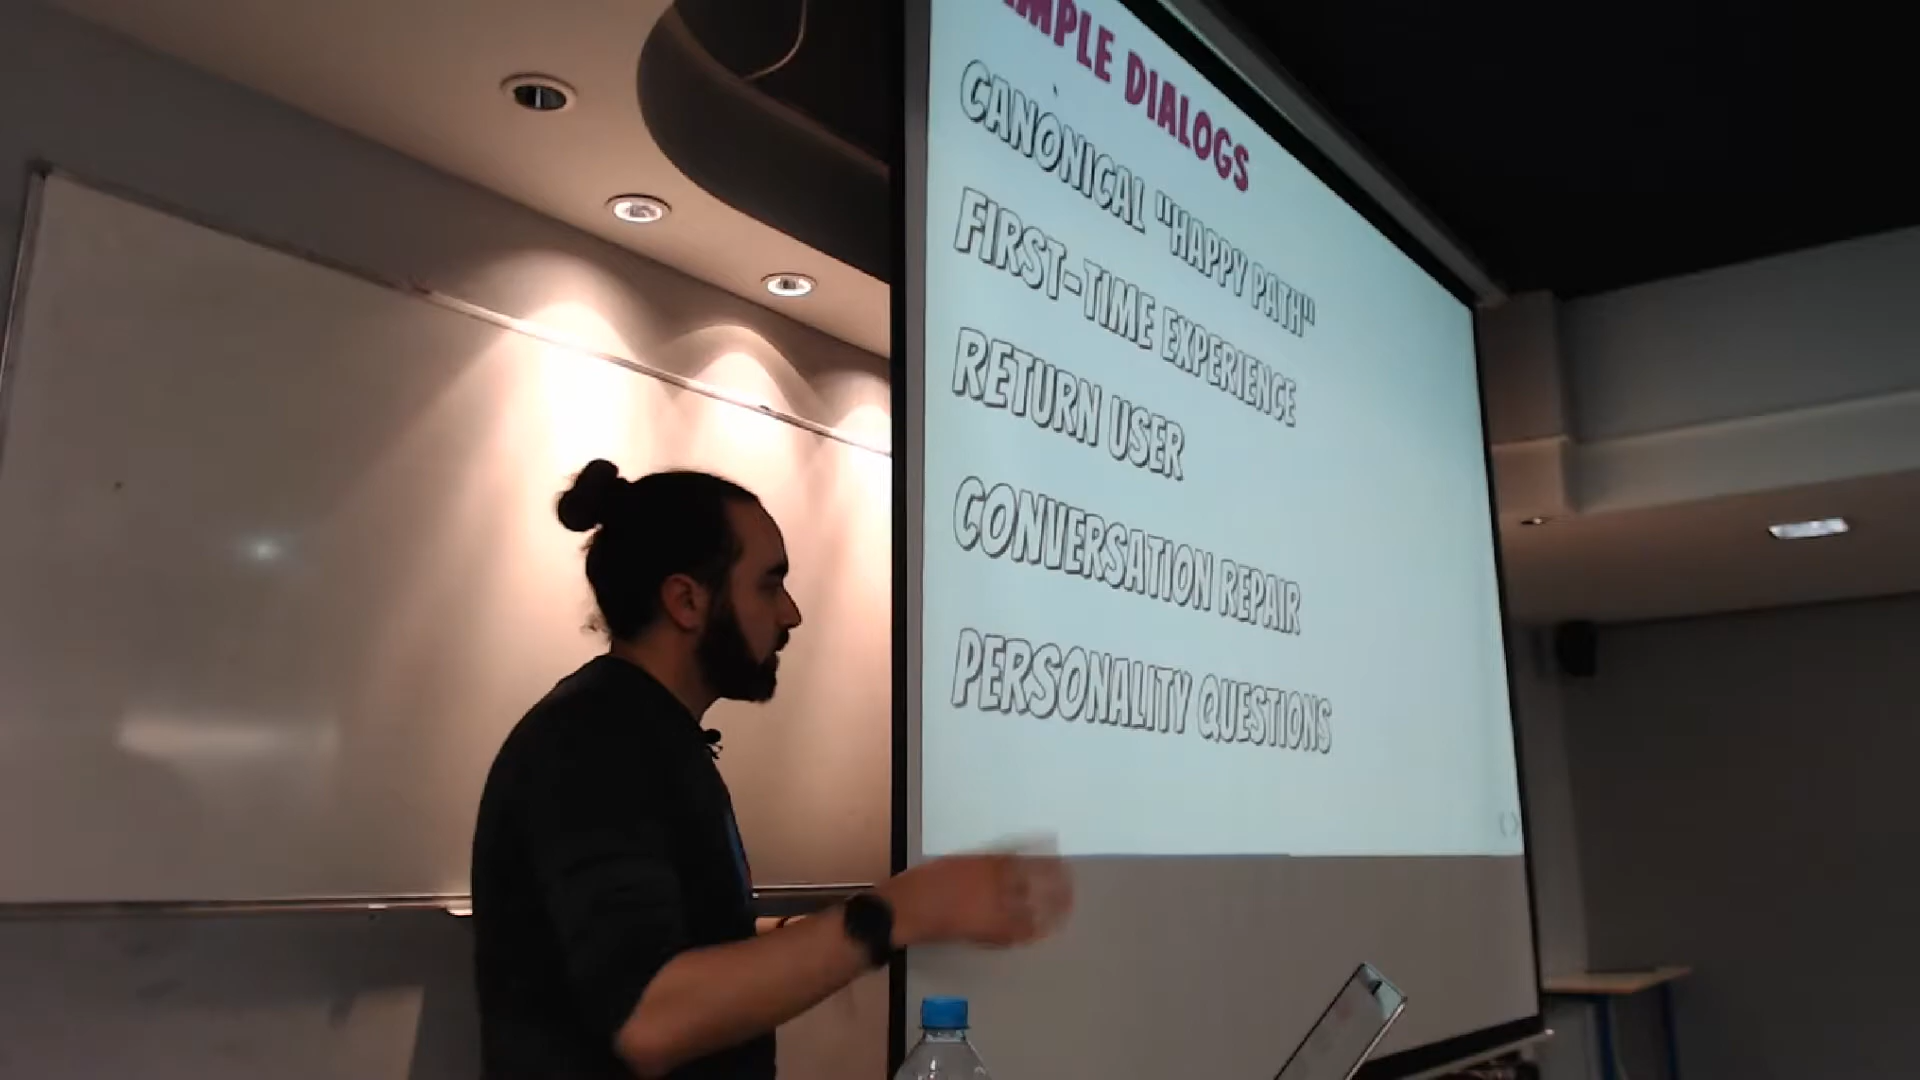 DIALOGS
CANONICAL "HAPPY PATH"
FIRST-TIME EXPERIENCE
RETURN USER
CONVERSATION REPAIR
PERSONALITY QUESTIONS